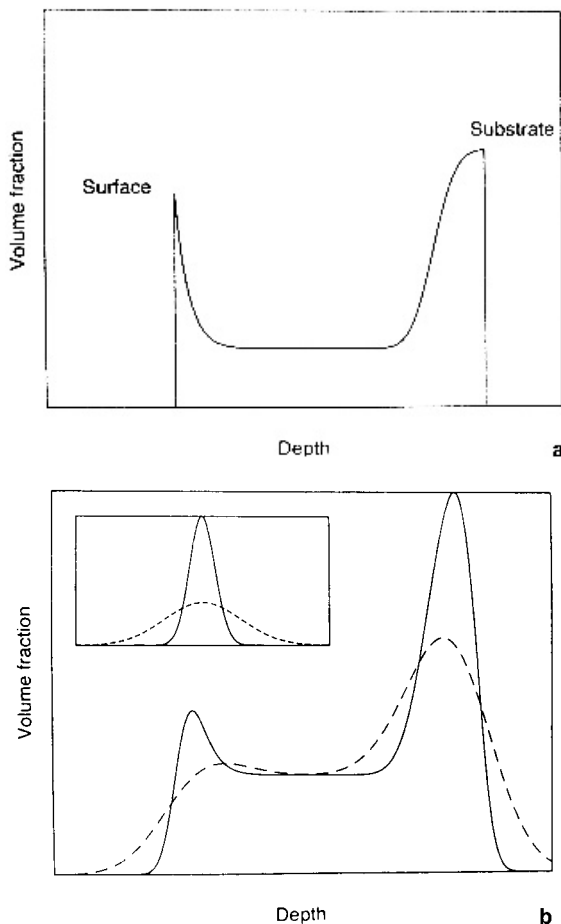 Substrate
Surface
Volume fraction
Depth
a
Volume fraction
Depth
b